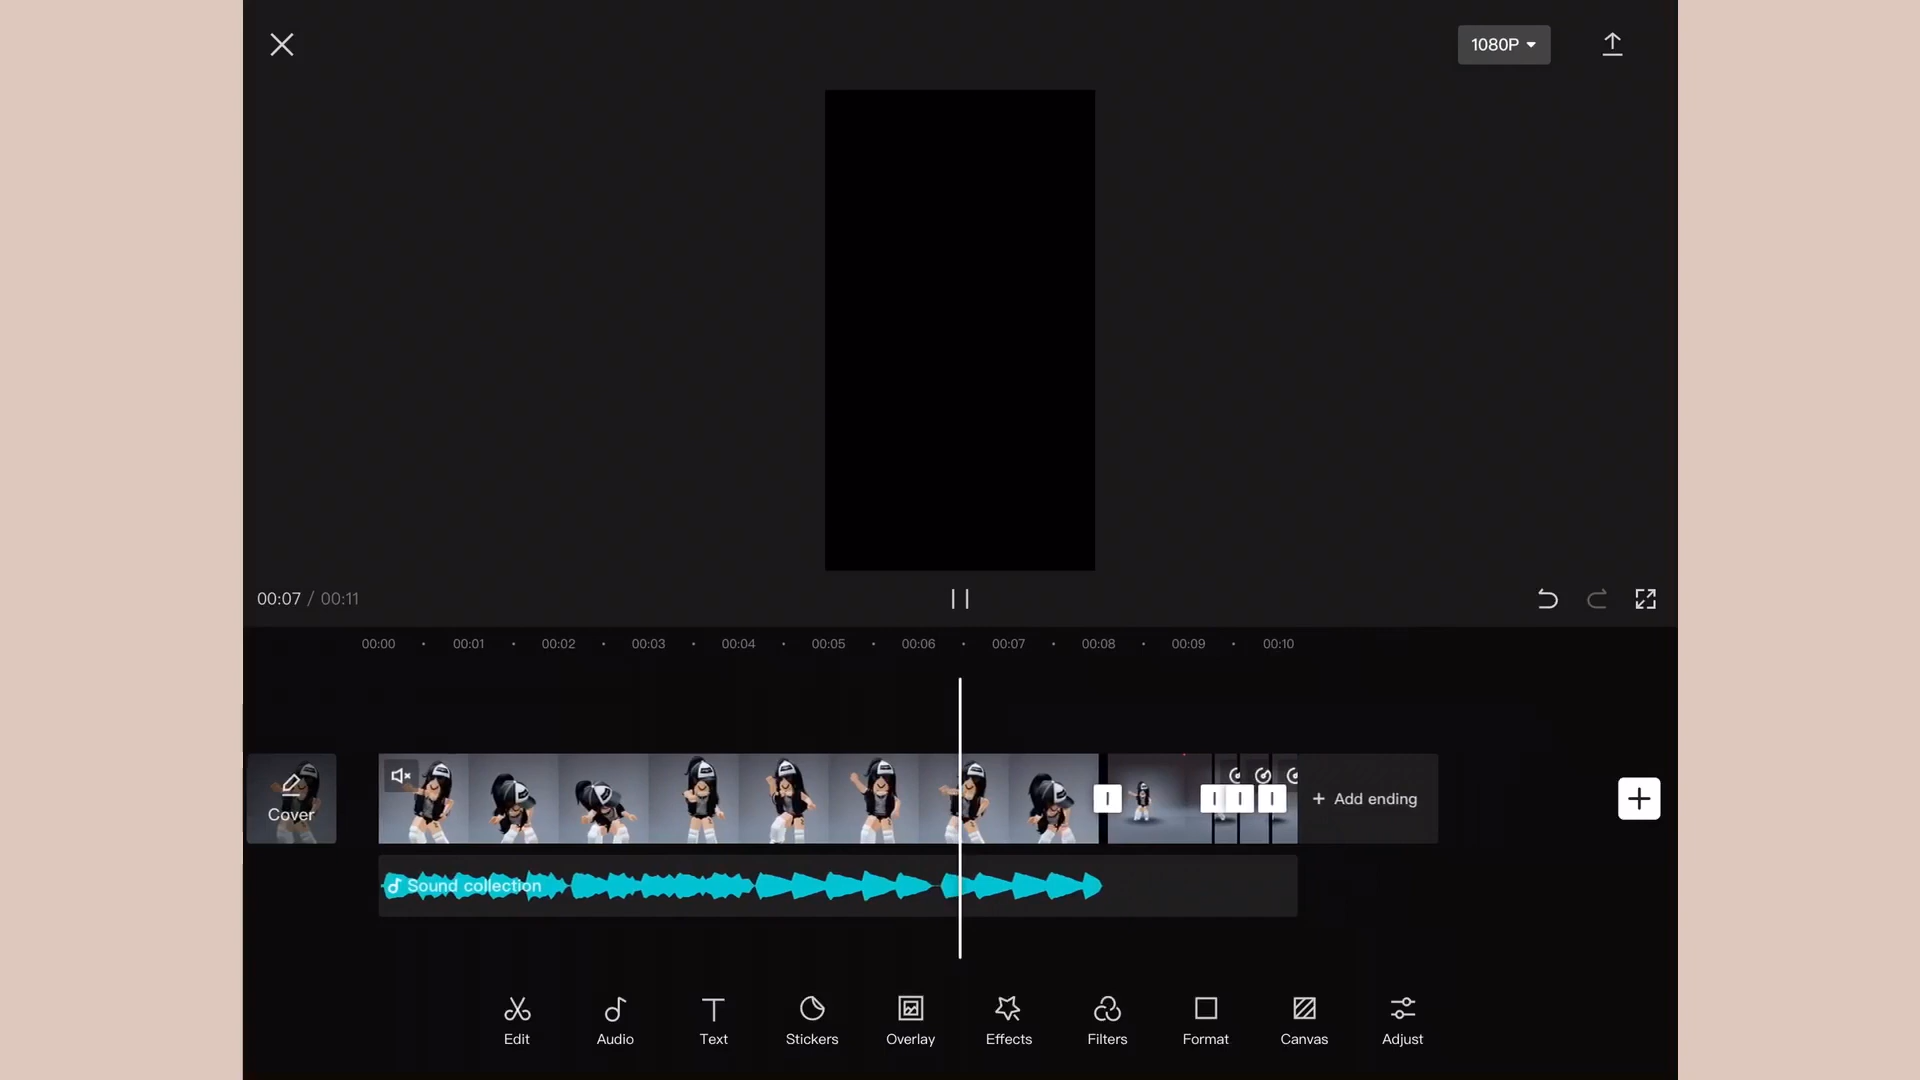 1080P
00:07 / 00:11
00:00 00:01 00:02 00:03 00:04 00:05 00:06 00:07 00:08 00:09 00:10
Cover
+ Add ending
Sound collection
Edit Audio Text Stickers Overlay Effects Filters Format Canvas Adjust